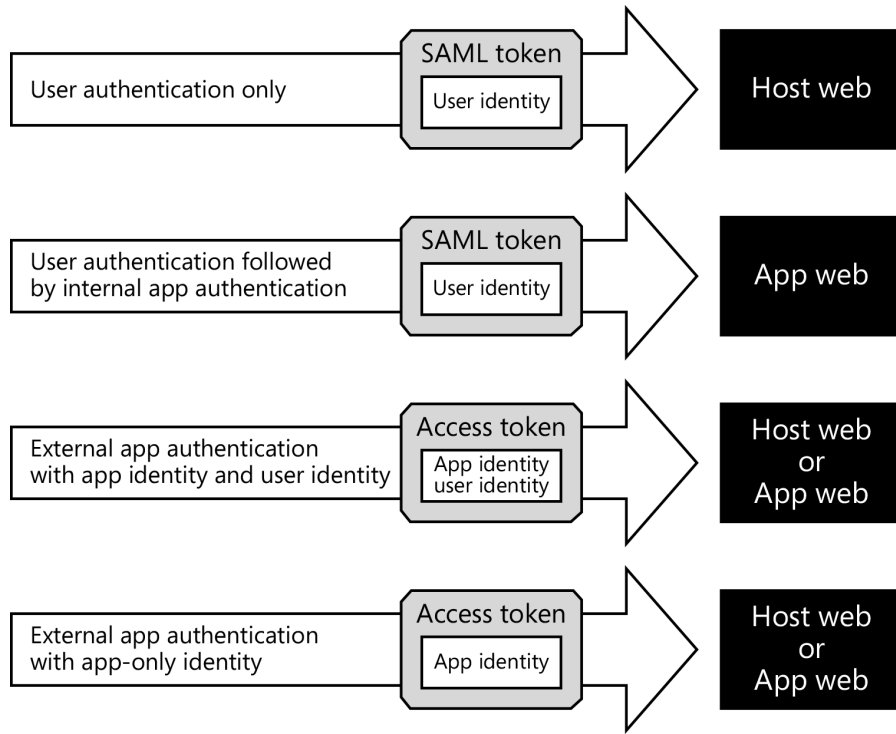 SAML token
User authentication only
User identity
Host web
SAML token
User authentication followed
by internal app authentication
User identity
App web
Access token
External app authentication
with app identity and user identity
App identity
user identity
Host web
or
App web
Access token
External app authentication
with app-only identity
App identity
Host web
or
App web